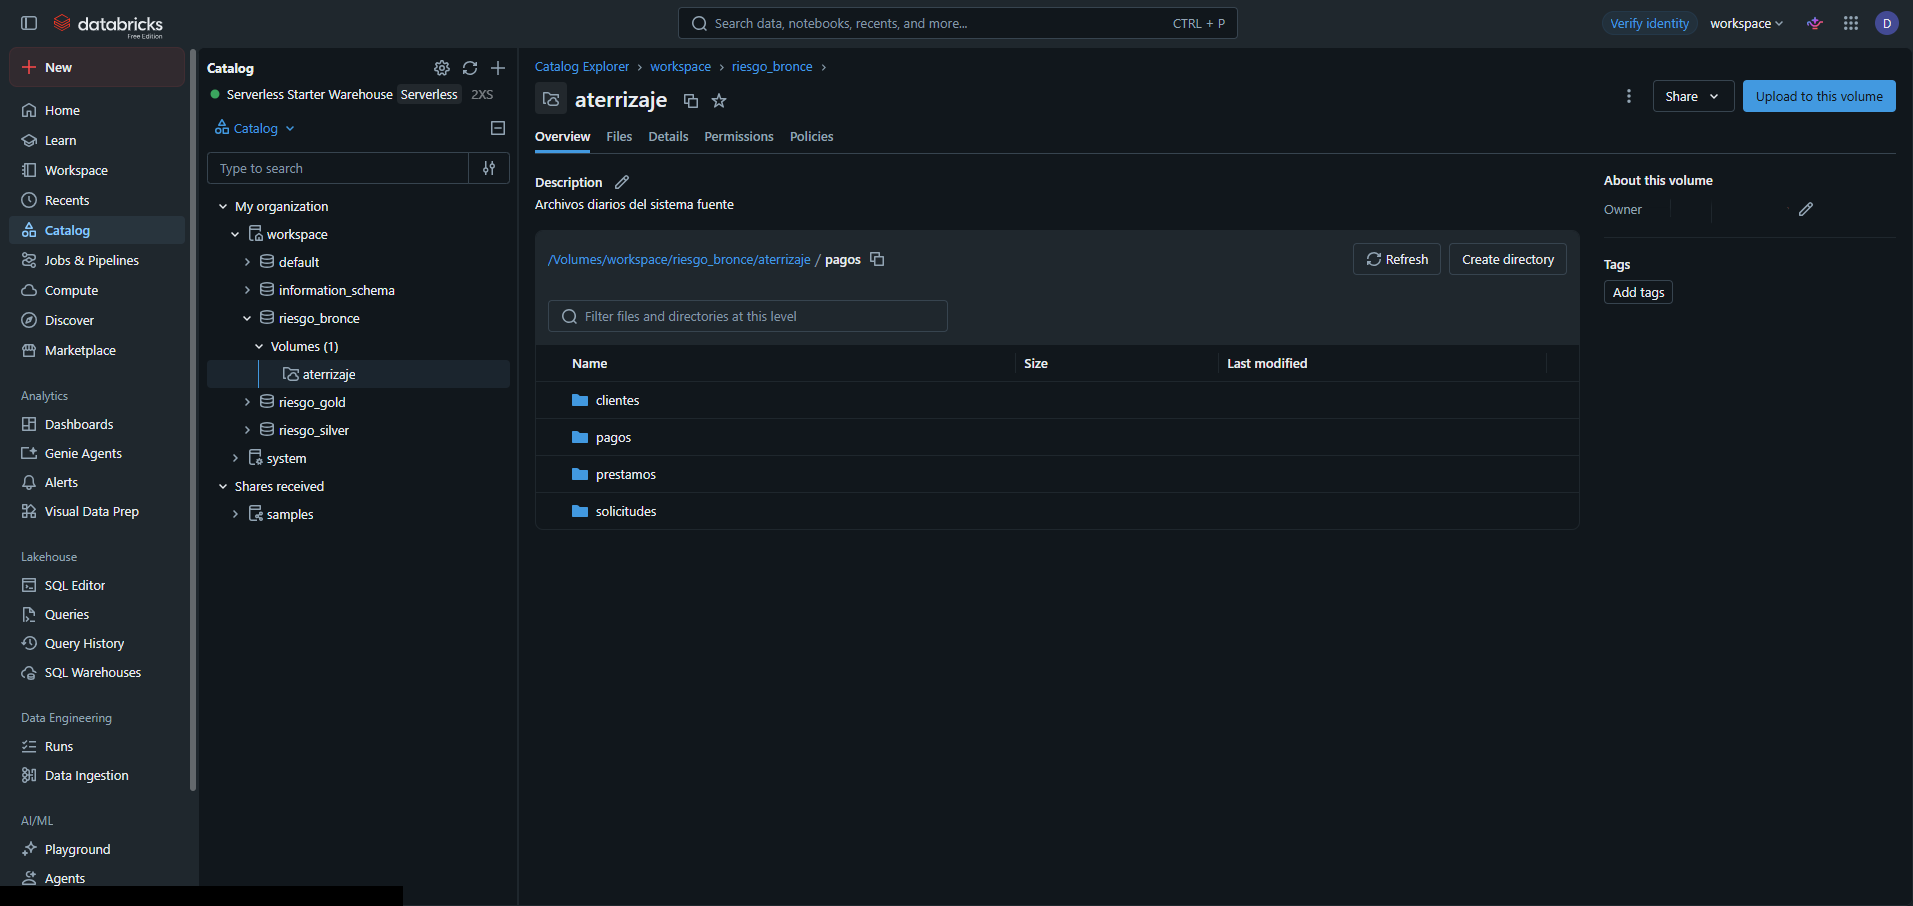 databricks
Free Edition
Search data, notebooks, recents, and more...
CTRL + P
Verify identity
workspace
D
New
Home
Learn
Workspace
Recents
Catalog
Jobs & Pipelines
Compute
Discover
Marketplace
Analytics
Dashboards
Genie Agents
Alerts
Visual Data Prep
Lakehouse
SQL Editor
Queries
Query History
SQL Warehouses
Data Engineering
Runs
Data Ingestion
AI/ML
Playground
Agents
Catalog
Serverless Starter Warehouse Serverless 2XS
Catalog
Type to search
My organization
workspace
default
information_schema
riesgo_bronce
Volumes (1)
aterrizaje
riesgo_gold
riesgo_silver
system
Shares received
samples
Catalog Explorer > workspace > riesgo_bronce >
aterrizaje
Share
Upload to this volume
Overview Files Details Permissions Policies
Description
Archivos diarios del sistema fuente
/Volumes/workspace/riesgo_bronce/aterrizaje / pagos
Refresh
Create directory
Filter files and directories at this level
Name Size Last modified
clientes
pagos
prestamos
solicitudes
About this volume
Owner
Tags
Add tags